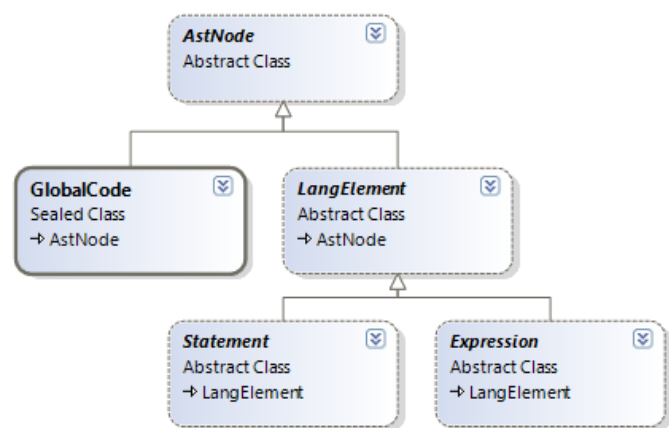 AstNode
Abstract Class
GlobalCode
Sealed Class
→ AstNode
LangElement
Abstract Class
→ AstNode
Statement
Abstract Class
→ LangElement
Expression
Abstract Class
→ LangElement